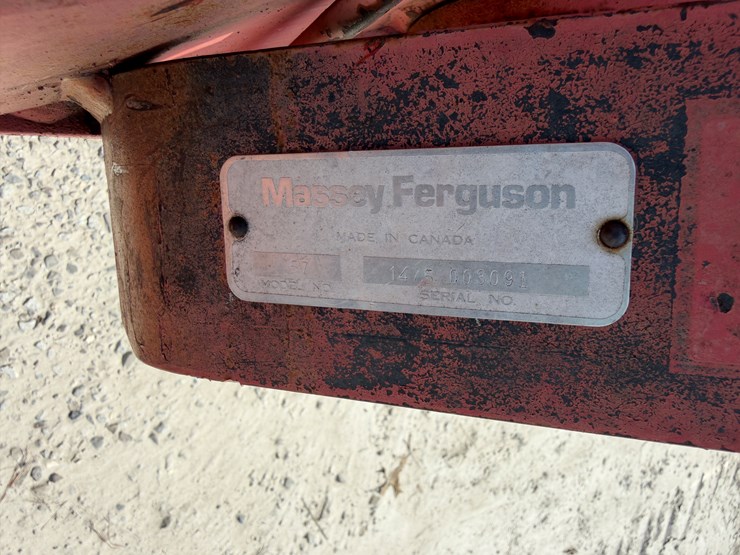 Massey Ferguson
MADE IN CANADA
MODEL NO.
SERIAL NO.